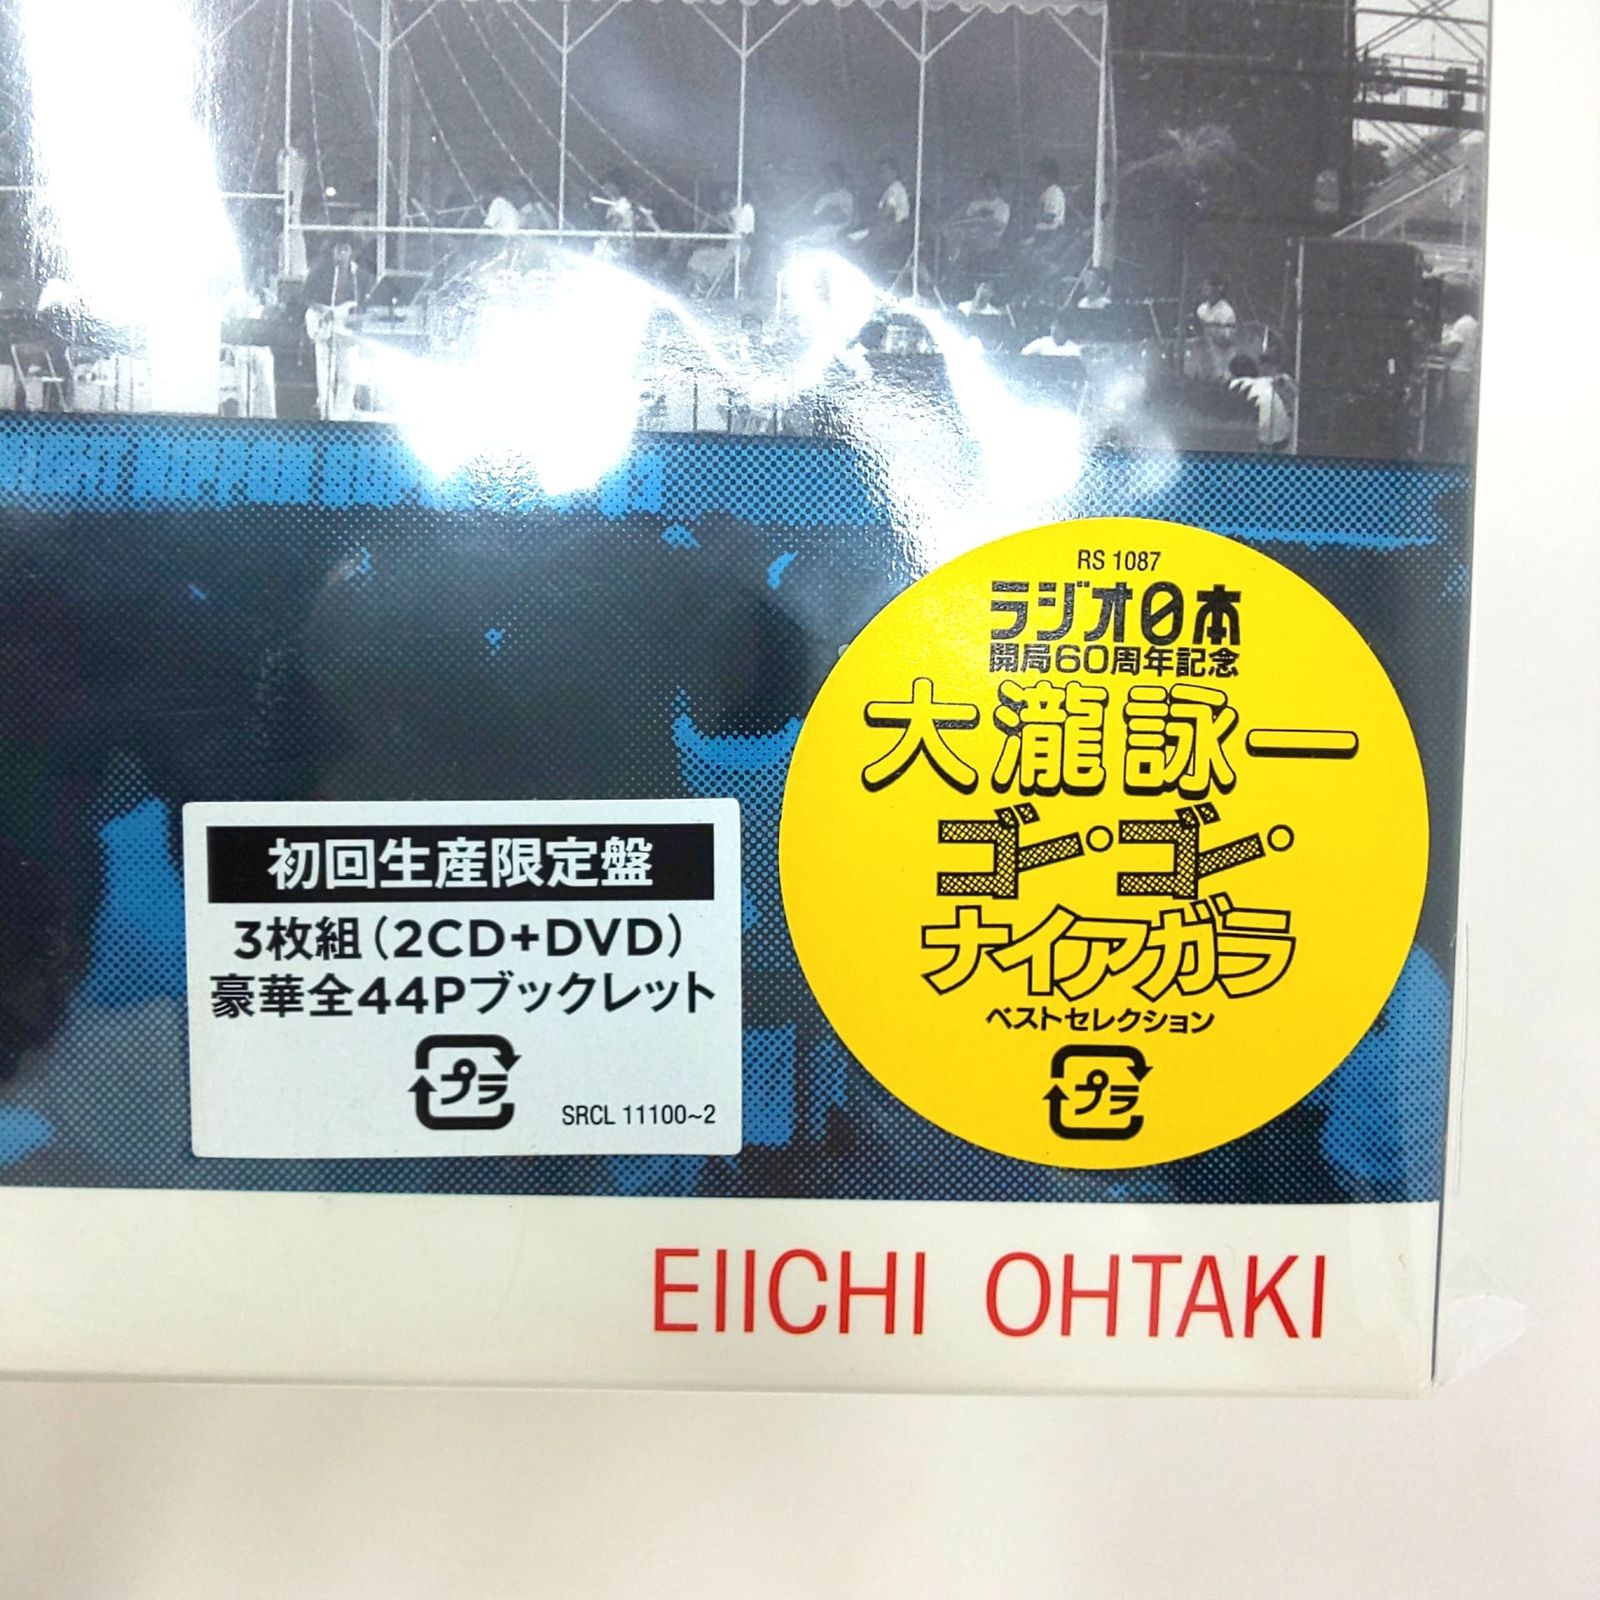 初回生産限定盤
3枚組（2CD+DVD）
豪華全44Pブックレット
プラ
SRCL 11100~2
RS 1087
ラジオ日本
開局60周年記念
大瀧詠一
ゴー・ゴー・
ナイアガラ
ベストセレクション
プラ
EIICHI OHTAKI